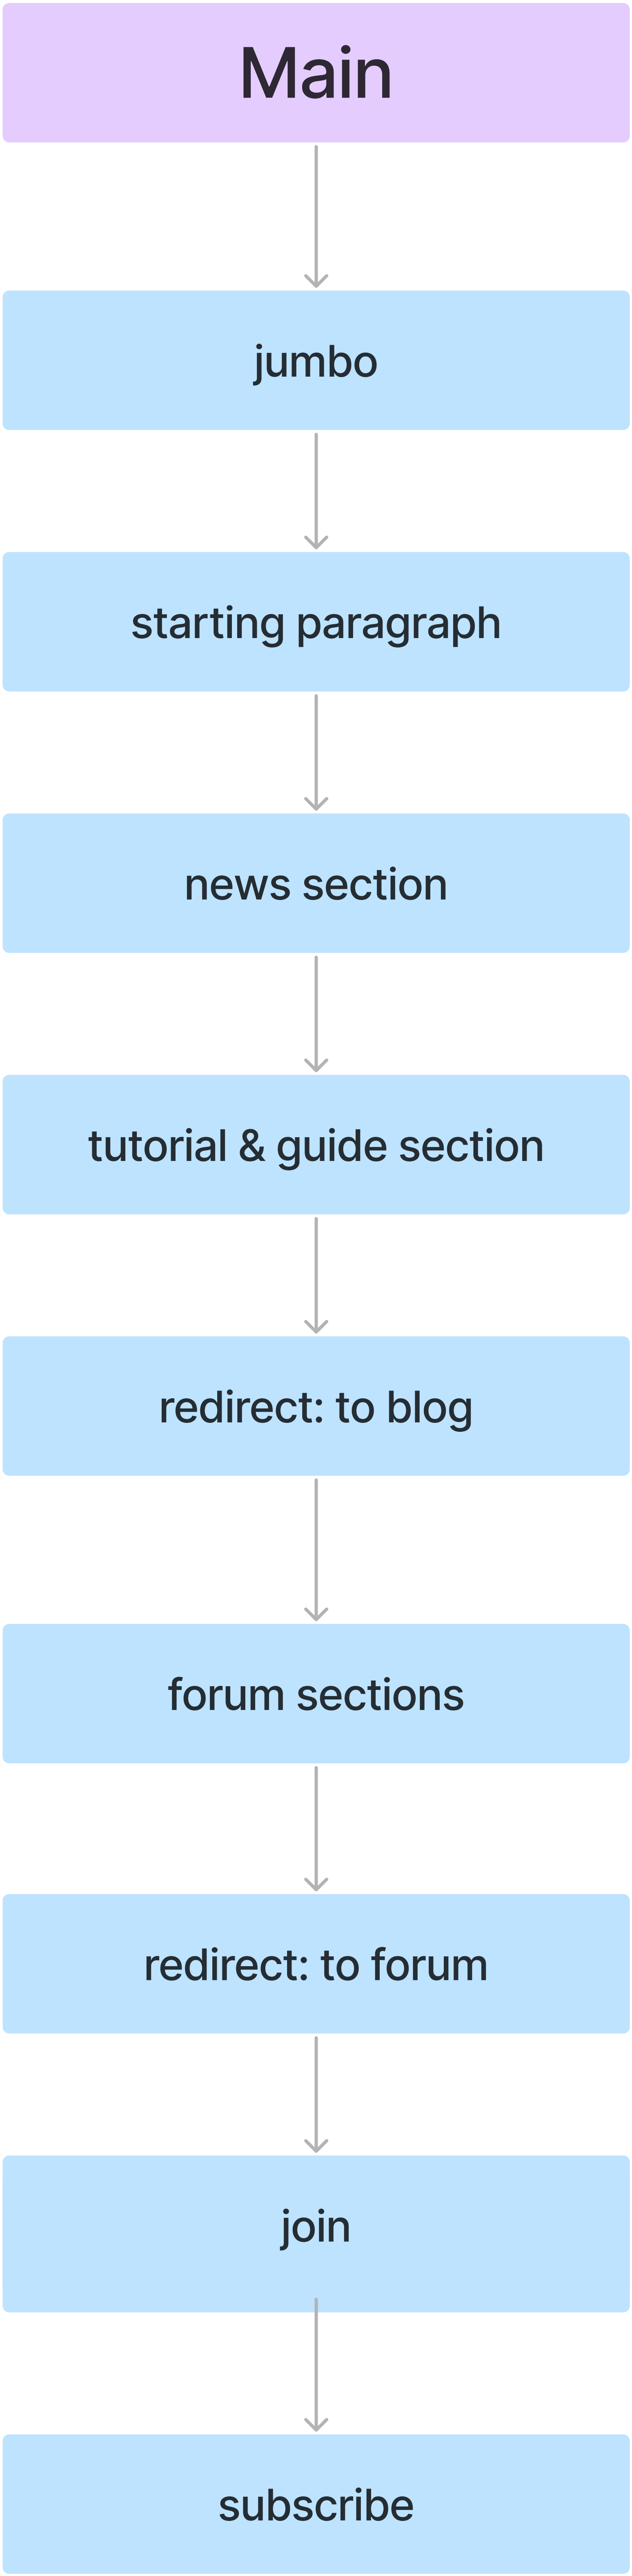 Main
jumbo
starting paragraph
news section
tutorial & guide section
redirect: to blog
forum sections
redirect: to forum
join
subscribe